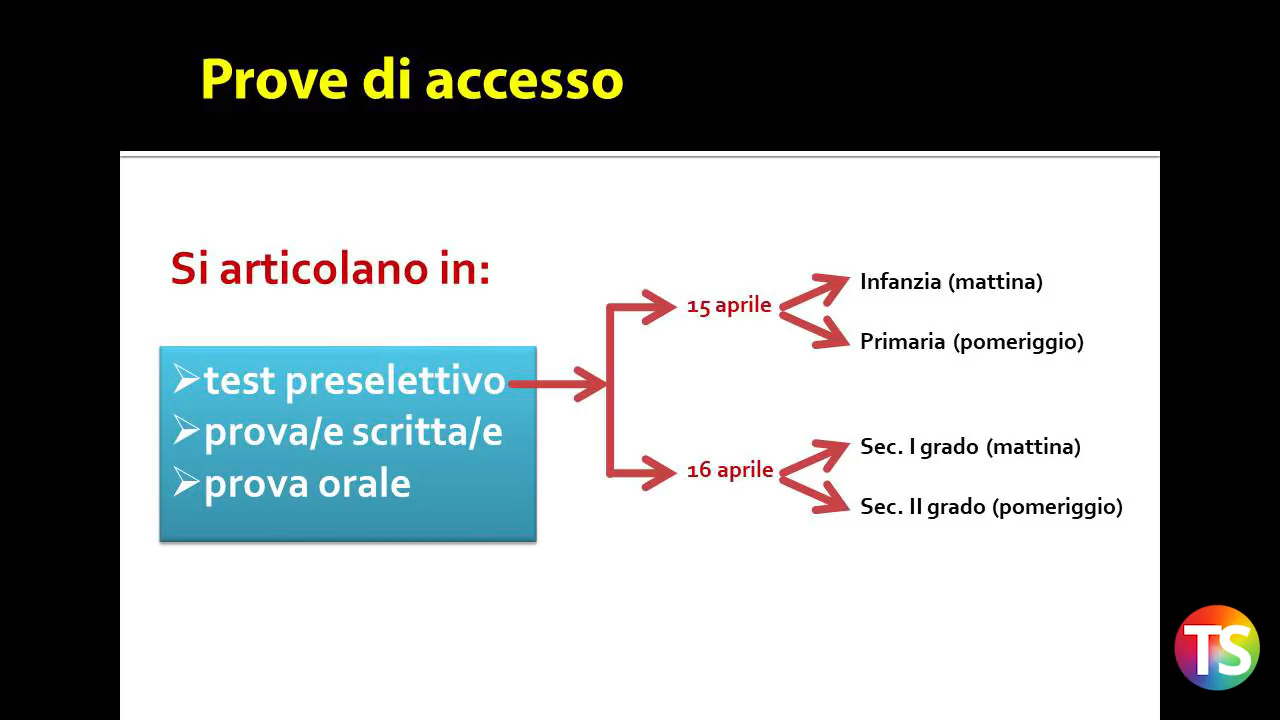 Prove di accesso
Si articolano in:
test preselettivo
prova/e scritta/e
prova orale
15 aprile
Infanzia (mattina)
Primaria (pomeriggio)
16 aprile
Sec. I grado (mattina)
Sec. II grado (pomeriggio)
TS